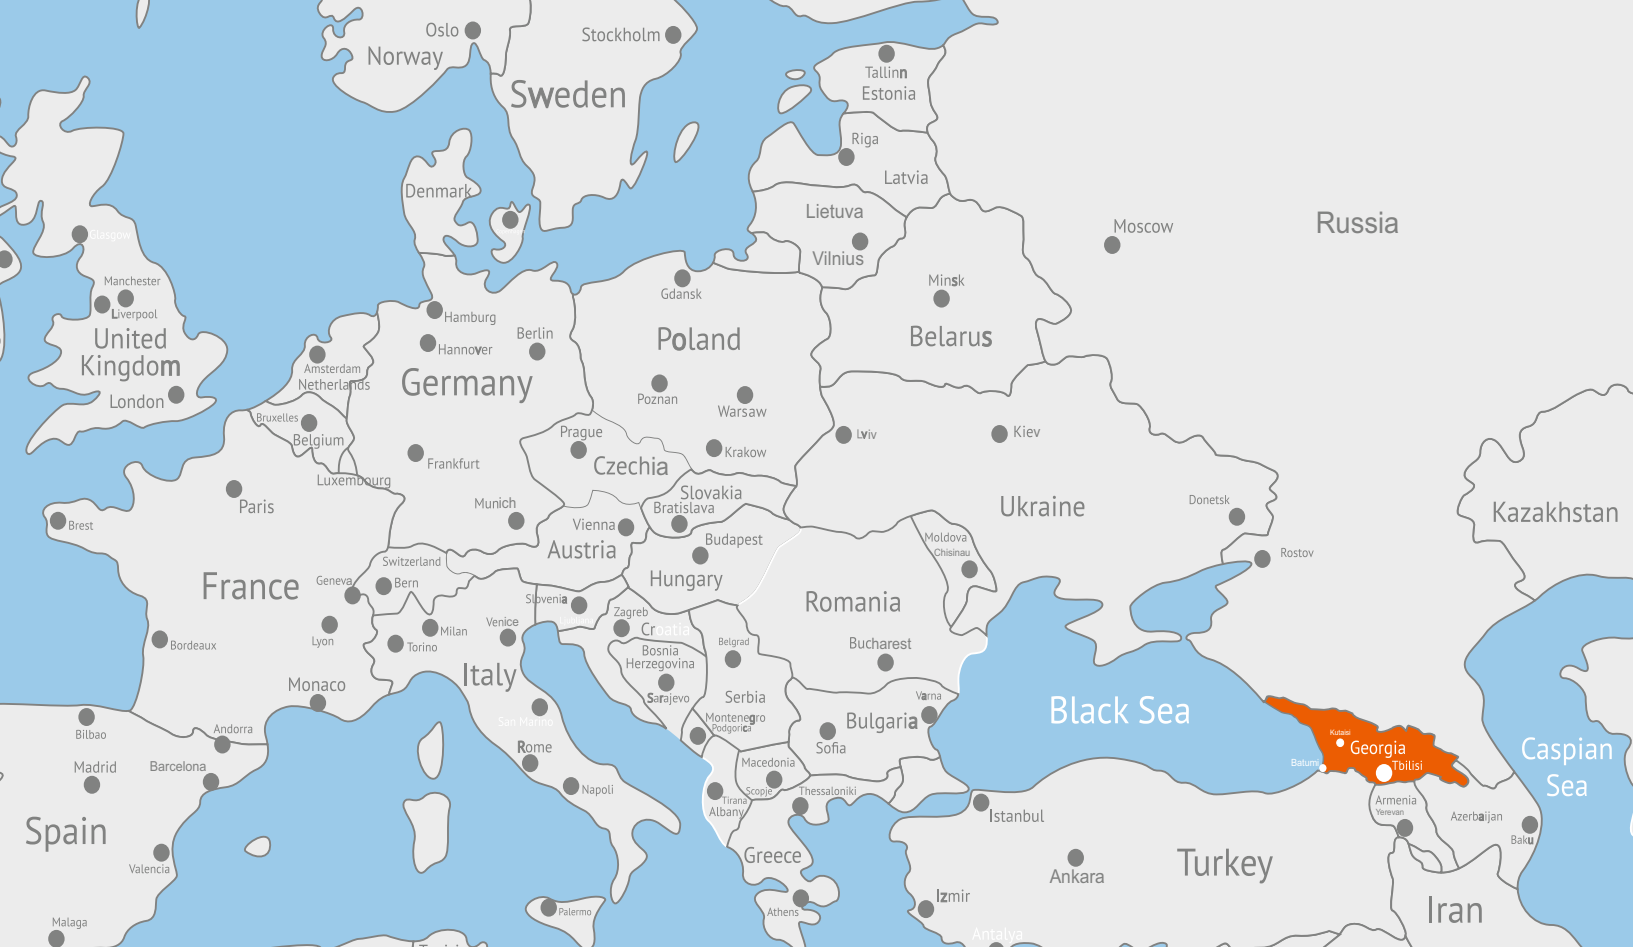 Oslo
Norway
Stockholm
Sweden
Tallinn
Estonia
Riga
Latvia
Denmark
Lietuva
Vilnius
Moscow
Russia
Glasgow
Manchester
Liverpool
United
Kingdom
London
Hamburg
Hannover
Berlin
Germany
Gdansk
Poland
Poznan
Warsaw
Krakow
Minsk
Belarus
Amsterdam
Netherlands
Bruxelles
Belgium
Luxembourg
Frankfurt
Munich
Prague
Czechia
Slovakia
Bratislava
Vienna
Austria
Budapest
Hungary
Lviv
Kiev
Ukraine
Donetsk
Rostov
Kazakhstan
Moldova
Chisinau
Paris
Brest
France
Switzerland
Geneva
Bern
Lyon
Bordeaux
Milan
Torino
Venice
Italy
Monaco
Slovenia
Zagreb
Croatia
Bosnia
Herzegovina
Sarajevo
Belgrad
Serbia
Romania
Bucharest
Montenegro
Podgorica
Bulgaria
Varna
Sofia
Black Sea
San Marino
Rome
Napoli
Andorra
Bilbao
Madrid
Barcelona
Spain
Valencia
Malaga
Macedonia
Scopje
Tirana
Albany
Thessaloniki
Greece
Athens
Palermo
Istanbul
Ankara
Turkey
Izmir
Antalya
Kutaisi
Georgia
Batumi
Tbilisi
Armenia
Yerevan
Azerbaijan
Baku
Iran
Caspian
Sea